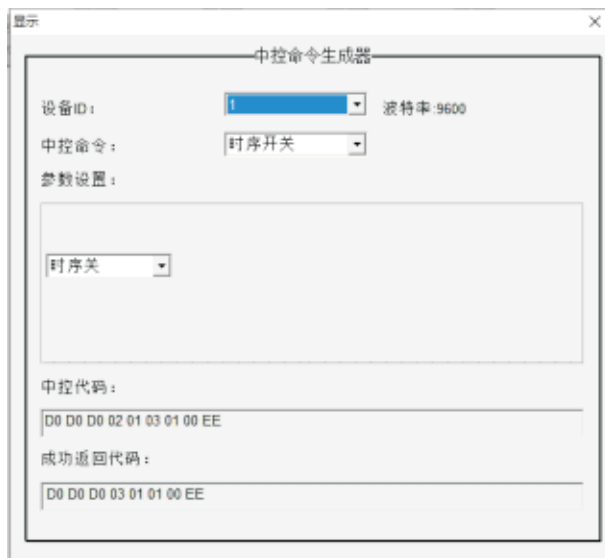 显示
中控命令生成器
设备ID： 1 波特率:9600
中控命令： 时序开关
参数设置：
时序关
中控代码：
D0 D0 D0 02 01 03 01 00 EE
成功返回代码：
D0 D0 D0 03 01 01 00 EE